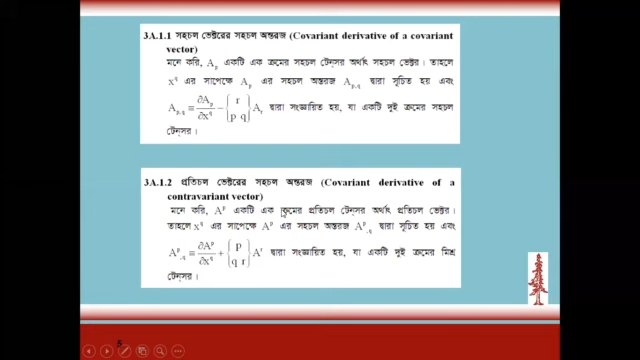 3A.1.1 সহচল ভেক্টরের সহচল অন্তরজ (Covariant derivative of a covariant
vector)
মনে করি, A_p একটি এক ক্রমের সহচল টেন্সর অর্থাৎ সহচল ভেক্টর। তাহলে
x^q এর সাপেক্ষে A_p এর সহচল অন্তরজ A_{p,q} দ্বারা সূচিত হয় এবং
A_{p,q} ≡ ∂A_p/∂x^q − {r / p q} A_r দ্বারা সংজ্ঞায়িত হয়, যা একটি দুই ক্রমের সহচল
টেন্সর।
3A.1.2 প্রতিচল ভেক্টরের সহচল অন্তরজ (Covariant derivative of a
contravariant vector)
মনে করি, A^p একটি এক ক্রমের প্রতিচল টেন্সর অর্থাৎ প্রতিচল ভেক্টর।
তাহলে x^q এর সাপেক্ষে A^p এর সহচল অন্তরজ A^p_{,q} দ্বারা সূচিত হয় এবং
A^p_{,q} ≡ ∂A^p/∂x^q + {p / q r} A^r দ্বারা সংজ্ঞায়িত হয়, যা একটি দুই ক্রমের মিশ্র
টেন্সর।
5